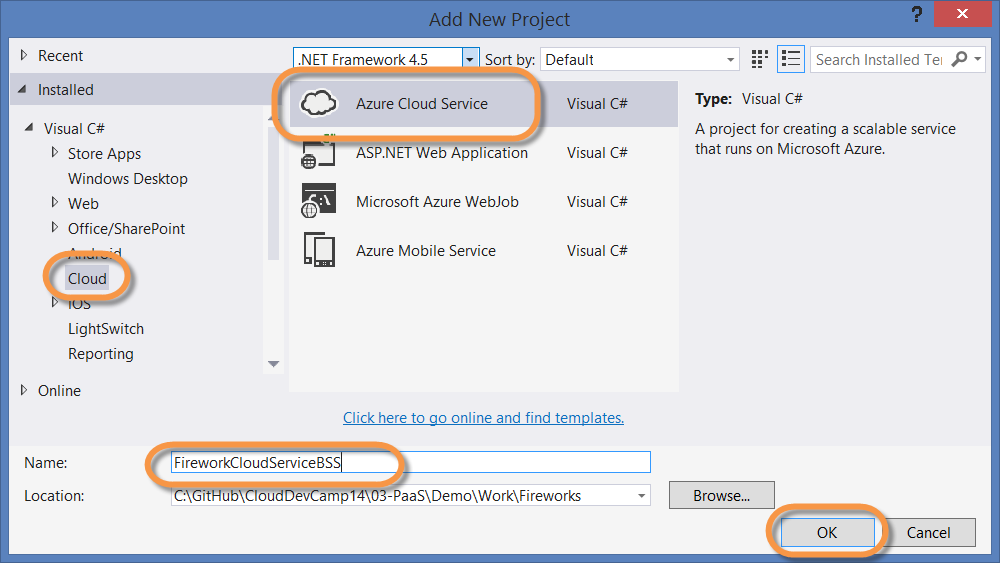 Add New Project
?
Recent
.NET Framework 4.5
Sort by:
Default
Search Installed Te
Installed
Visual C#
Store Apps
Windows Desktop
Web
Office/SharePoint
Android
Cloud
iOS
LightSwitch
Reporting
Online
Azure Cloud Service Visual C#
ASP.NET Web Application Visual C#
Microsoft Azure WebJob Visual C#
Azure Mobile Service Visual C#
Type: Visual C#
A project for creating a scalable service
that runs on Microsoft Azure.
Click here to go online and find templates.
Name: FireworkCloudServiceBSS
Location: C:\GitHub\CloudDevCamp14\03-PaaS\Demo\Work\Fireworks
Browse...
OK
Cancel